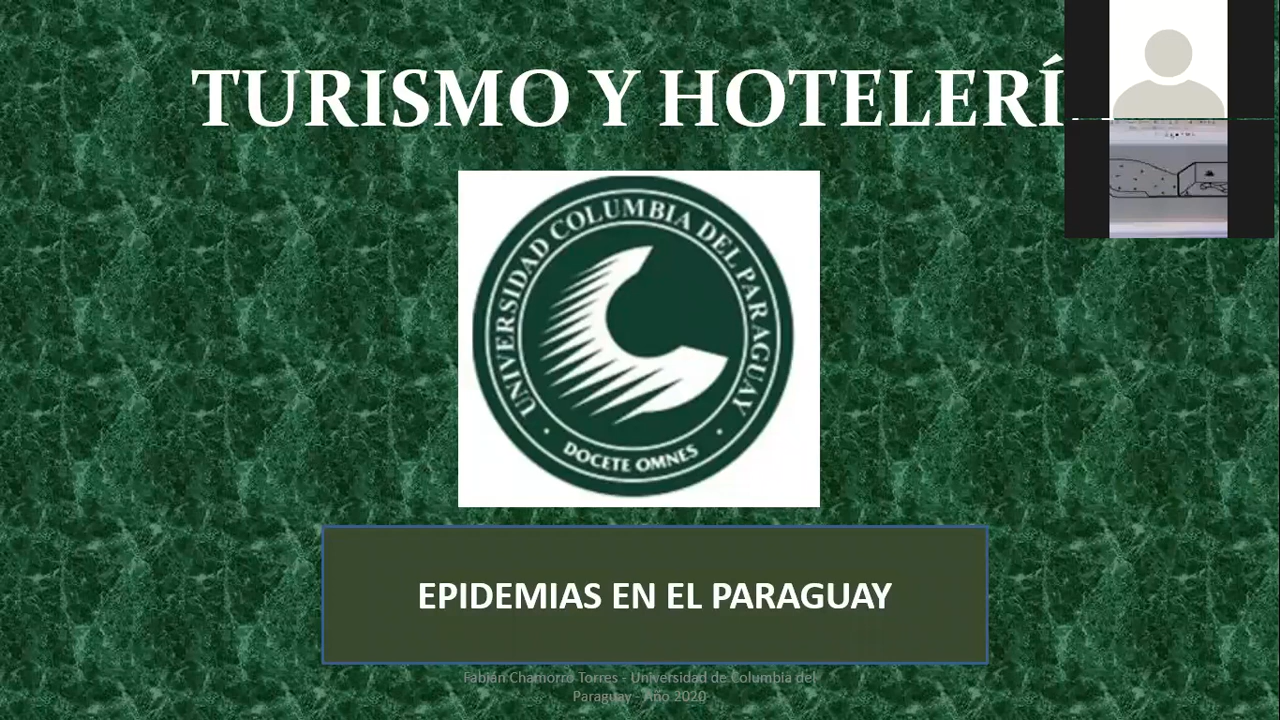 TURISMO Y HOTELERÍ
UNIVERSIDAD COLUMBIA DEL PARAGUAY
DOCETE OMNES
EPIDEMIAS EN EL PARAGUAY
Fabián Chamorro Torres - Universidad de Columbia del
Paraguay - Año 2020